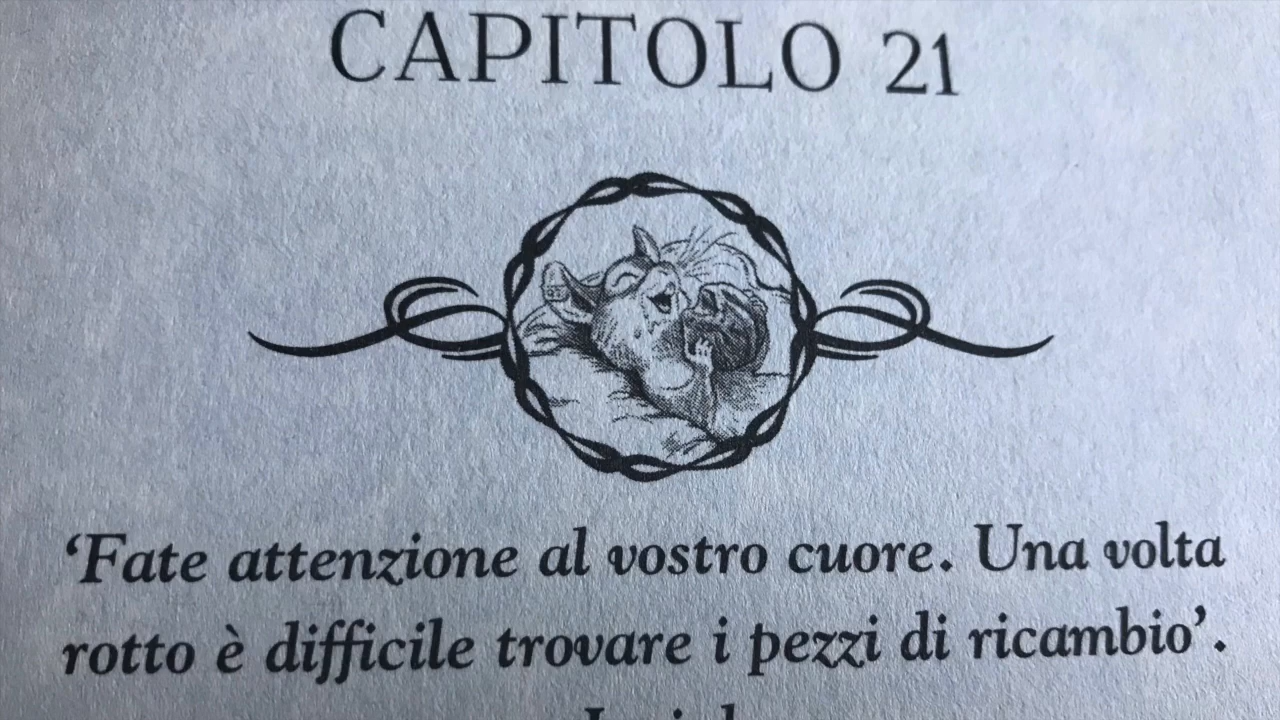 CAPITOLO 21
‘Fate attenzione al vostro cuore. Una volta
rotto è difficile trovare i pezzi di ricambio’.